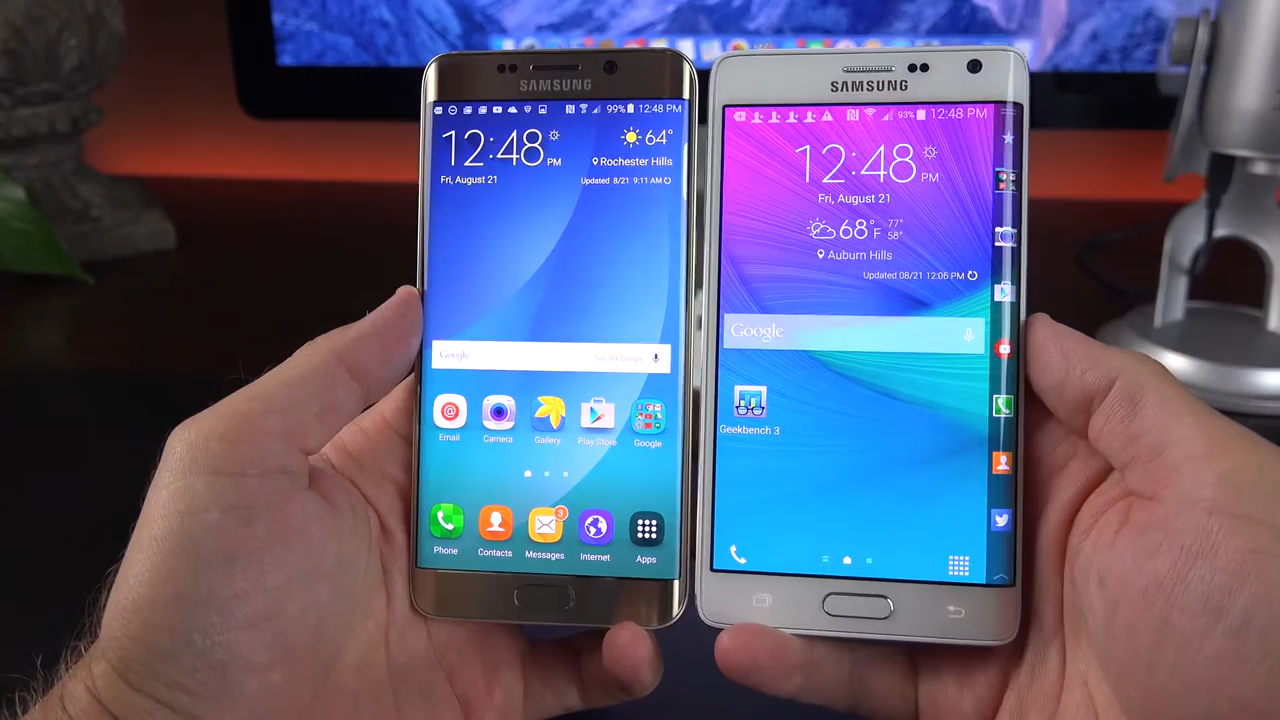 SAMSUNG
99% 12:48 PM
12:48 PM
64°
Rochester Hills
Fri, August 21
Updated 8/21 9:11 AM
Google
Say, Ok Google
Email
Camera
Gallery
Play Store
Google
3
Phone
Contacts
Messages
Internet
Apps
SAMSUNG
93% 12:48 PM
12:48 PM
Fri, August 21
68°F 77° 58°
Auburn Hills
Updated 08/21 12:06 PM
Google
Geekbench 3